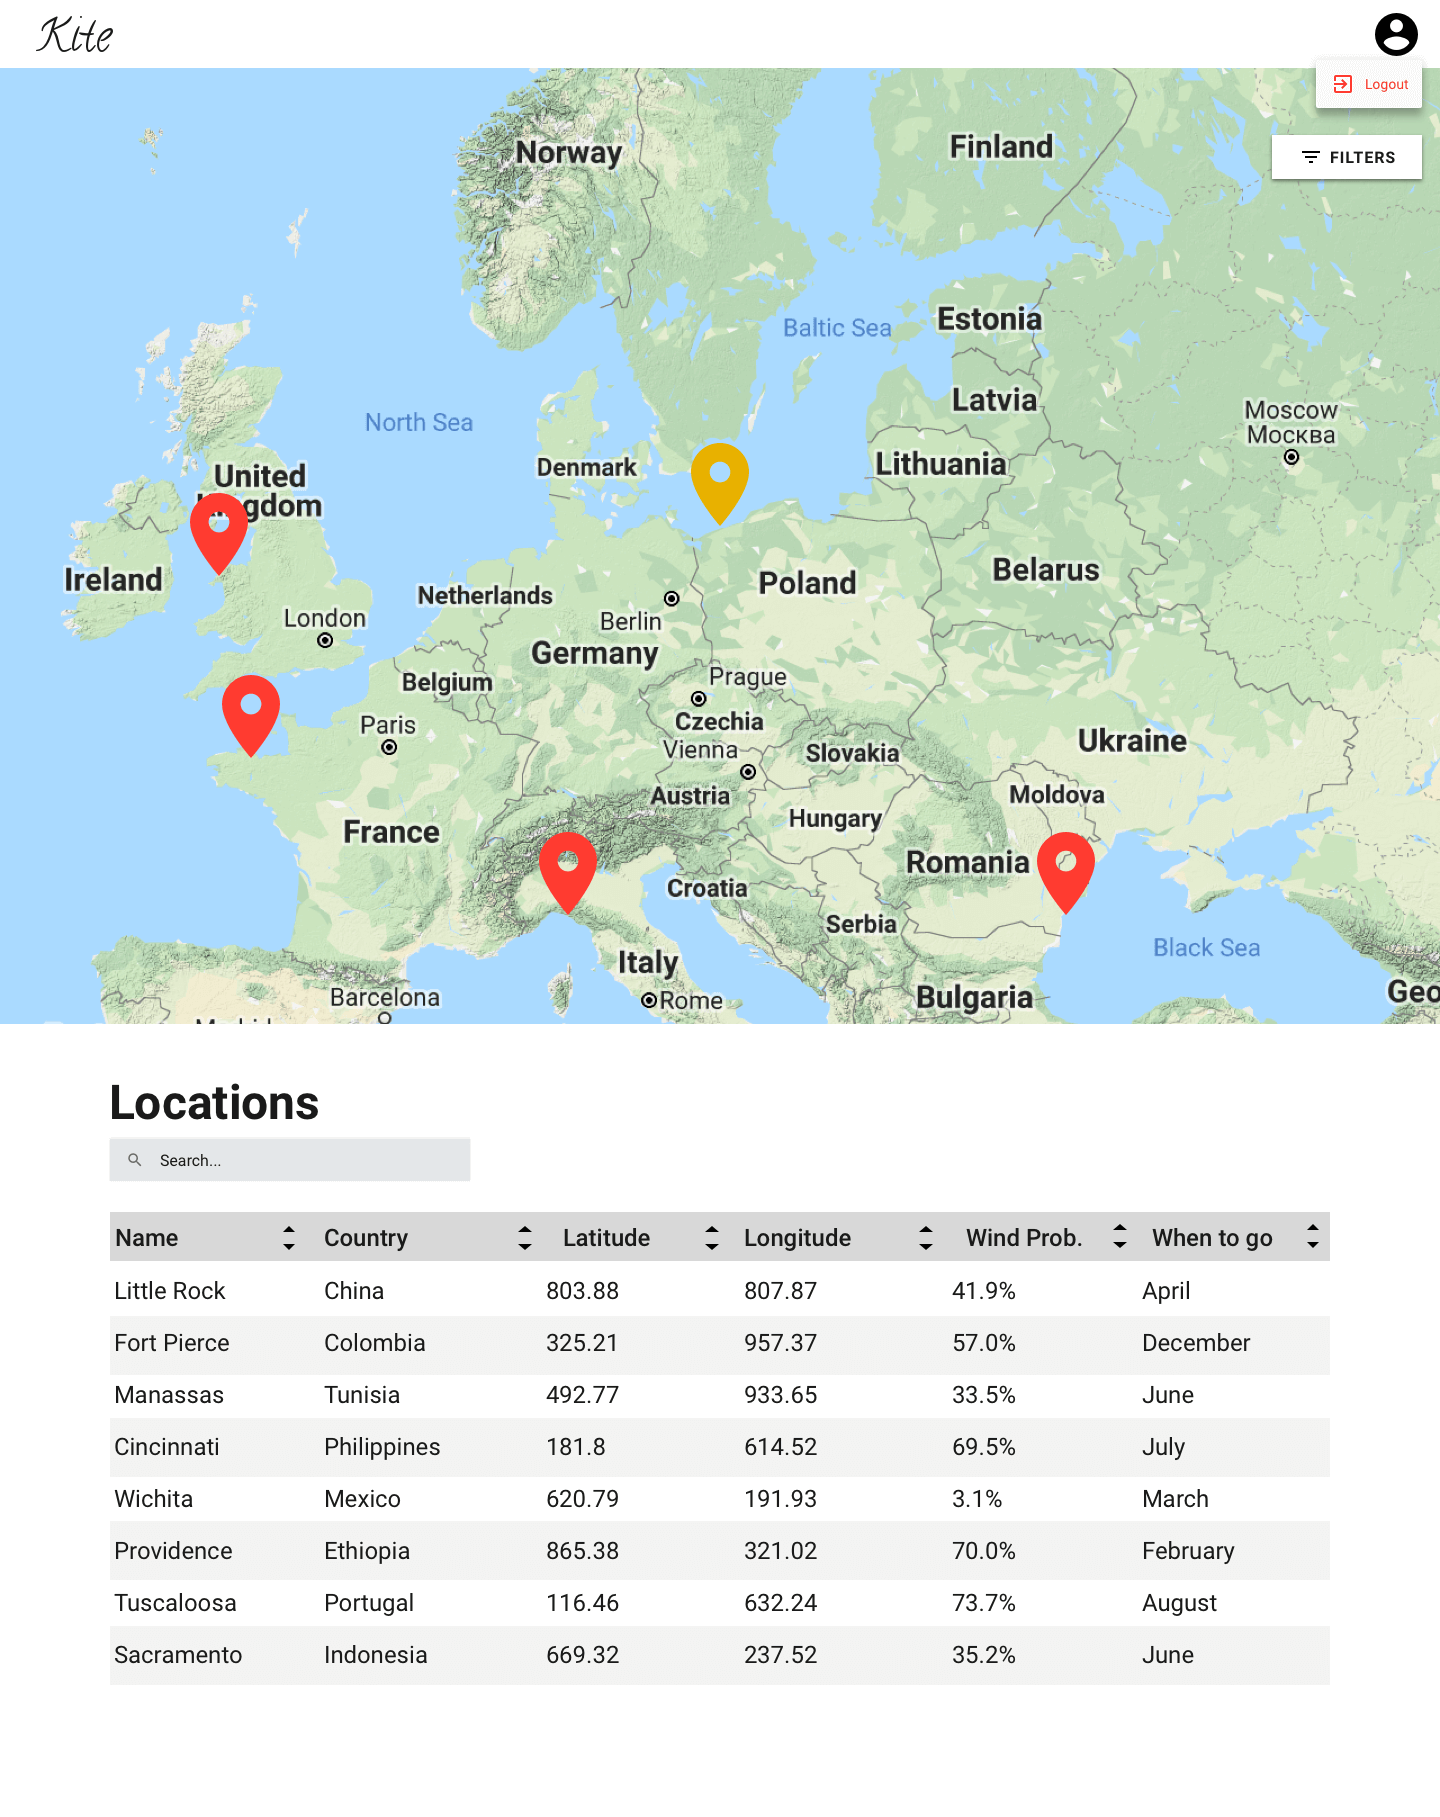 Kite
Logout
FILTERS
Norway
Finland
Estonia
Baltic Sea
Latvia
Moscow
Москва
North Sea
Denmark
Lithuania
United
Kingdom
Ireland
Netherlands
Poland
Belarus
London
Berlin
Germany
Belgium
Prague
Czechia
Paris
Vienna
Slovakia
Ukraine
Austria
Moldova
Hungary
France
Romania
Croatia
Serbia
Black Sea
Italy
Barcelona
Rome
Bulgaria
Geo
Locations
Search...
Name Country Latitude Longitude Wind Prob. When to go
Little Rock China 803.88 807.87 41.9% April
Fort Pierce Colombia 325.21 957.37 57.0% December
Manassas Tunisia 492.77 933.65 33.5% June
Cincinnati Philippines 181.8 614.52 69.5% July
Wichita Mexico 620.79 191.93 3.1% March
Providence Ethiopia 865.38 321.02 70.0% February
Tuscaloosa Portugal 116.46 632.24 73.7% August
Sacramento Indonesia 669.32 237.52 35.2% June